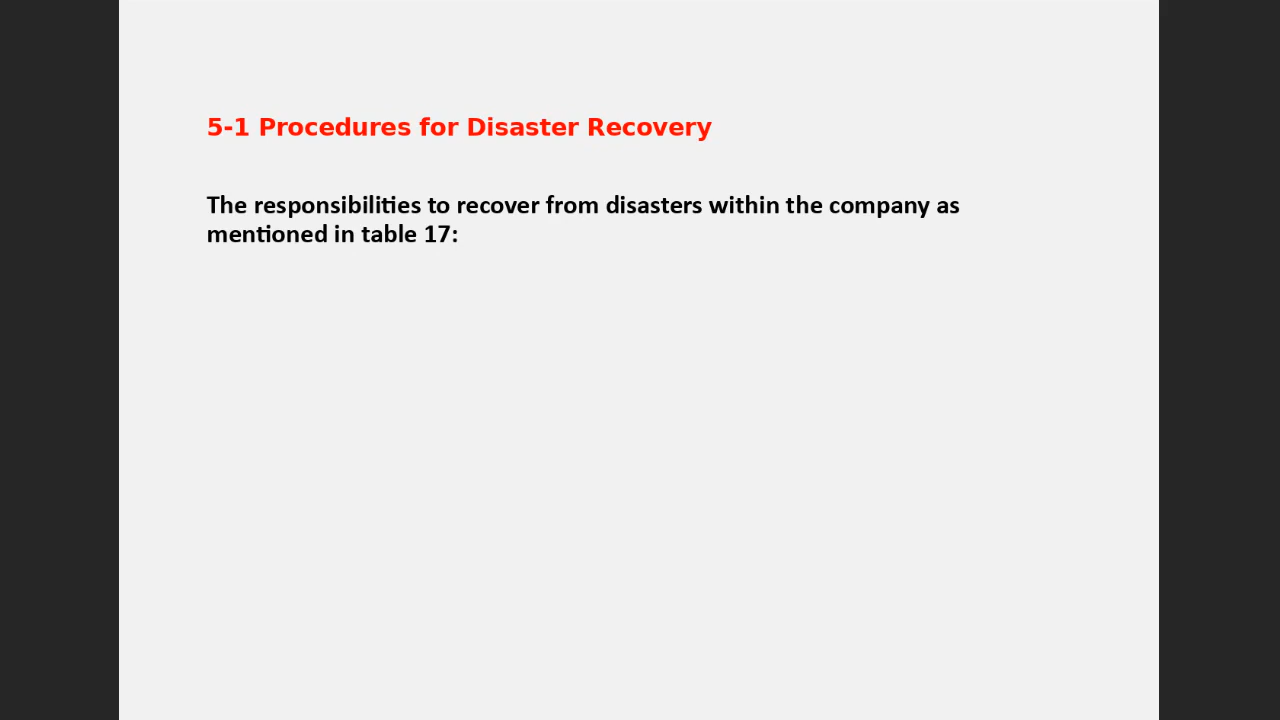 5-1 Procedures for Disaster Recovery
The responsibilities to recover from disasters within the company as
mentioned in table 17: